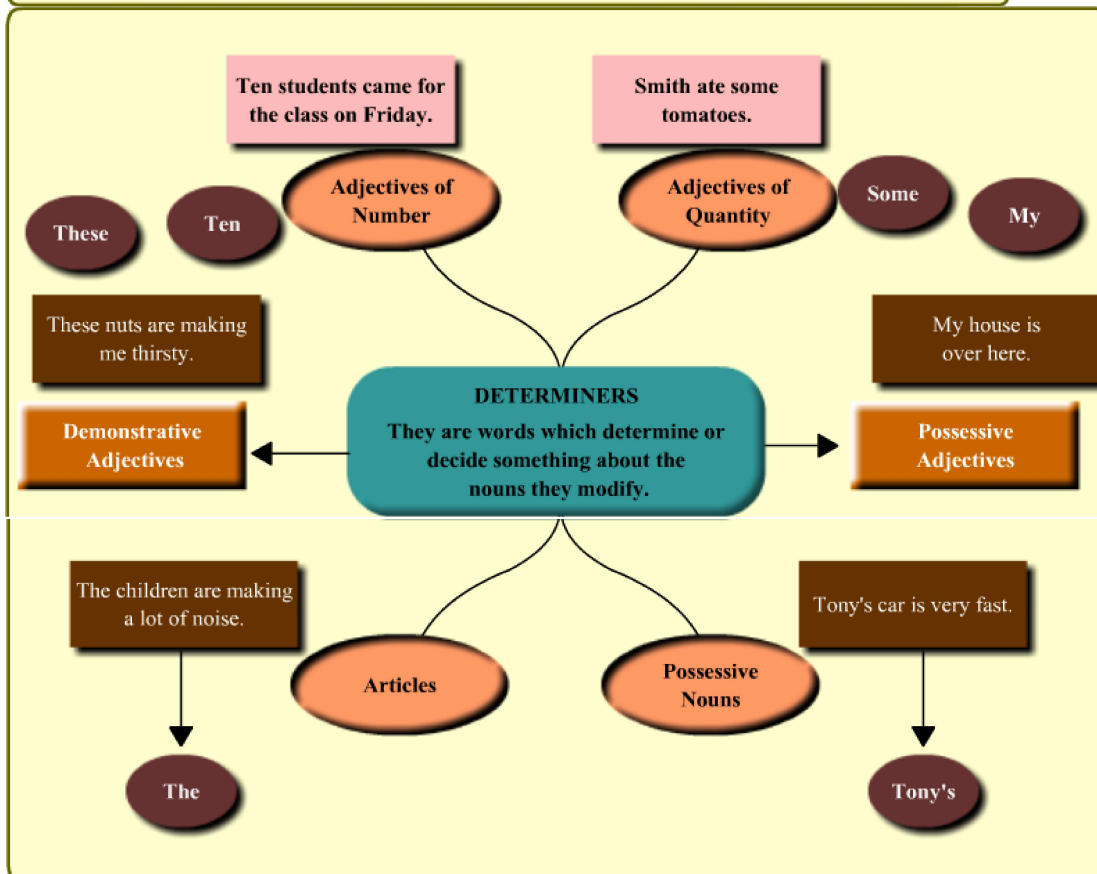 Ten students came for
the class on Friday.
Smith ate some
tomatoes.
Adjectives of
Number
Adjectives of
Quantity
These
Ten
Some
My
These nuts are making
me thirsty.
My house is
over here.
DETERMINERS
They are words which determine or
decide something about the
nouns they modify.
Demonstrative
Adjectives
Possessive
Adjectives
The children are making
a lot of noise.
Tony's car is very fast.
Articles
Possessive
Nouns
The
Tony's